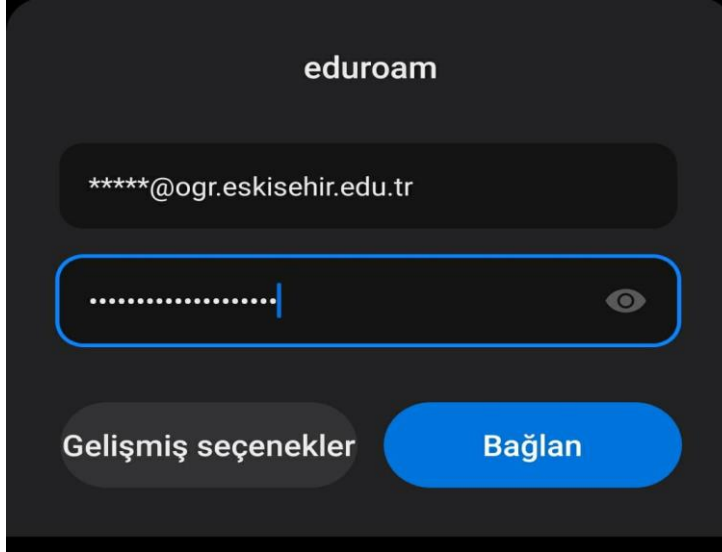 eduroam
*****@ogr.eskisehir.edu.tr
••••••••••••••••••••
Gelişmiş seçenekler
Bağlan